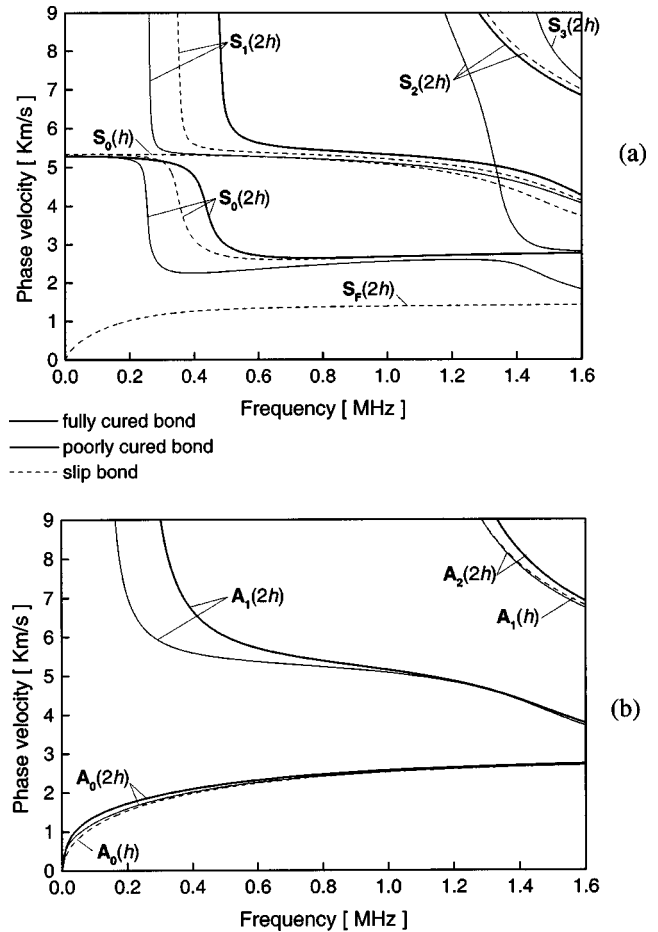 9
8
7
6
5
4
3
2
1
0
Phase velocity [ Km/s ]
S₁(2h)
S₃(2h)
S₂(2h)
S₀(h)
S₀(2h)
S_F(2h)
(a)
0.0 0.2 0.4 0.6 0.8 1.0 1.2 1.4 1.6
Frequency [ MHz ]
fully cured bond
poorly cured bond
slip bond
9
8
7
6
5
4
3
2
1
0
Phase velocity [ Km/s ]
A₂(2h)
A₁(2h)
A₁(h)
A₀(2h)
A₀(h)
(b)
0.0 0.2 0.4 0.6 0.8 1.0 1.2 1.4 1.6
Frequency [ MHz ]